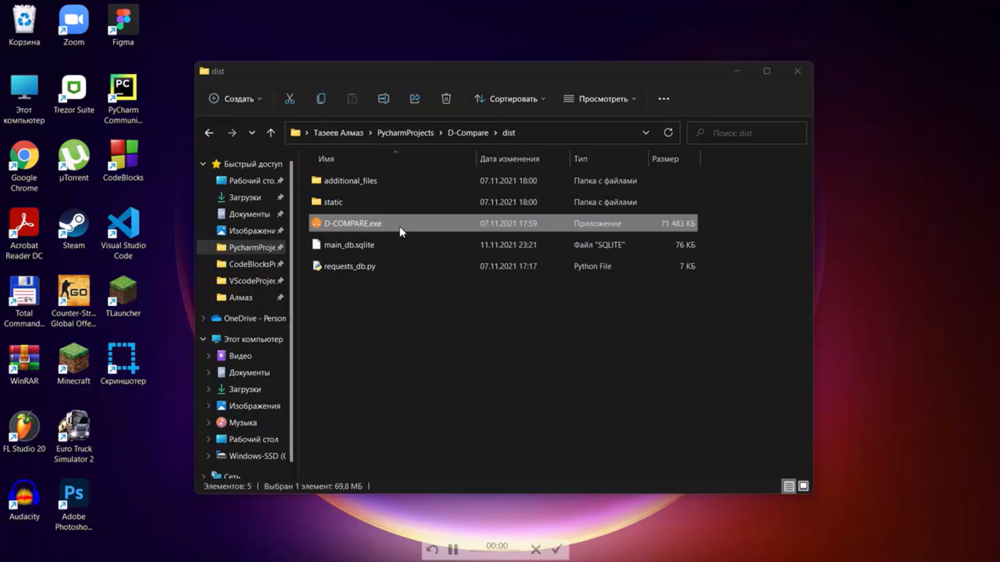 Корзина
Zoom
Figma
Этот компьютер
Trezor Suite
PC
PyCharm Communi...
Google Chrome
µTorrent
CodeBlocks
Acrobat Reader DC
Steam
Visual Studio Code
64
Total Command...
GO
Counter-Str... Global Offe...
TLauncher
WinRAR
Minecraft
Скриншотер
FL Studio 20
Euro Truck Simulator 2
Audacity
Ps
Adobe Photosho...
dist
Создать
Сортировать
Просмотреть
Тазеев Алмаз › PycharmProjects › D-Compare › dist
Поиск: dist
Быстрый доступ
Рабочий сто.
Загрузки
Документы
Изображени
PycharmProje
CodeBlocksPr
VScodeProjec
Алмаз
OneDrive - Person
Этот компьютер
Видео
Документы
Загрузки
Изображения
Музыка
Рабочий стол
Windows-SSD (C
Сеть
Имя Дата изменения Тип Размер
additional_files 07.11.2021 18:00 Папка с файлами
static 07.11.2021 18:00 Папка с файлами
D-COMPARE.exe 07.11.2021 17:59 Приложение 71 483 КБ
main_db.sqlite 11.11.2021 23:21 Файл "SQLITE" 76 КБ
requests_db.py 07.11.2021 17:17 Python File 7 КБ
Элементов: 5 | Выбран 1 элемент: 69,8 МБ |
00:00